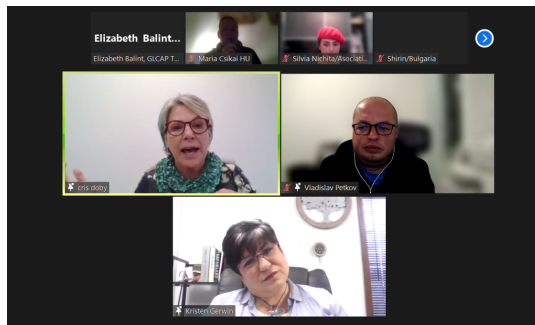 Elizabeth Balint...
Elizabeth Balint, GLCAP T...
Maria Csikai HU
Silvia Nichita/Asociati...
Shirin/Bulgaria
cris doby
Vladislav Petkov
Kristen Gerwin